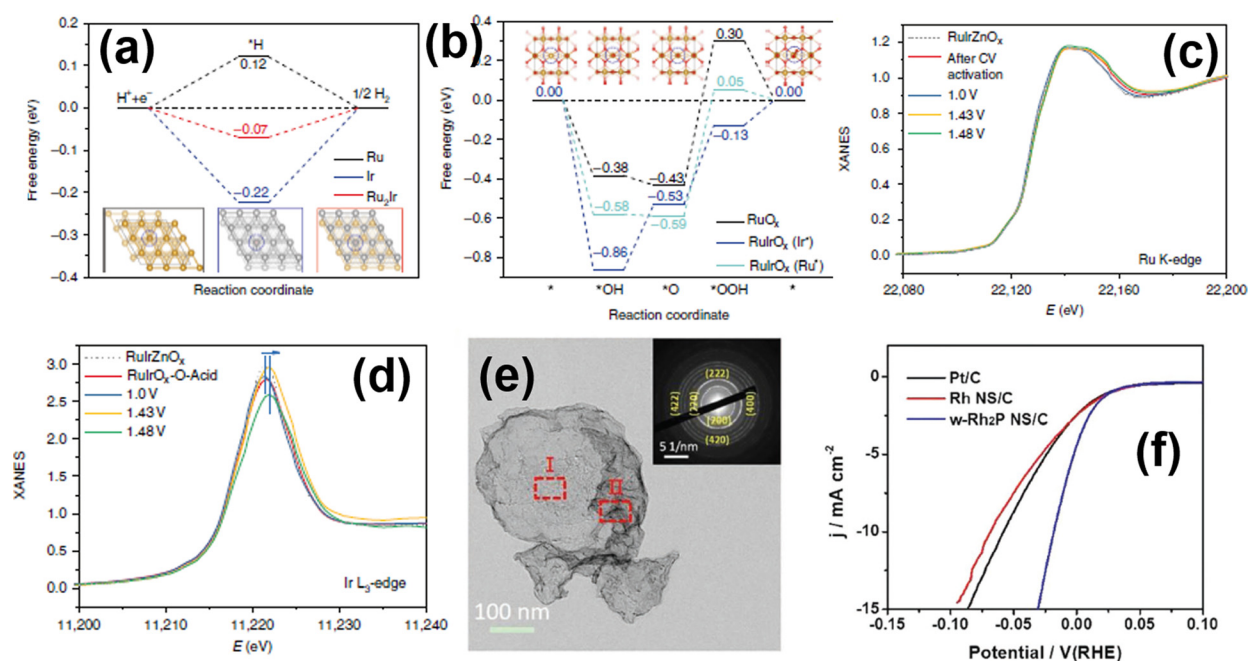 (a)
0.2
0.1
0.0
−0.1
−0.2
−0.3
−0.4
Free energy (eV)
*H
0.12
H⁺+e⁻
1/2 H₂
−0.07
−0.22
Ru
Ir
Ru₂Ir
Reaction coordinate
(b)
0.4
0.2
0.0
−0.2
−0.4
−0.6
−0.8
Free energy (eV)
0.30
0.00
0.05
0.00
−0.13
−0.38
−0.43
−0.53
−0.58
−0.59
−0.86
RuOₓ
RuIrOₓ (Ir*)
RuIrOₓ (Ru*)
* *OH *O *OOH *
Reaction coordinate
(c)
1.2
1.0
0.8
0.6
0.4
0.2
0.0
XANES
RuIrZnOₓ
After CV
activation
1.0 V
1.43 V
1.48 V
Ru K-edge
22,080 22,120 22,160 22,200
E (eV)
(d)
3.0
2.5
2.0
1.5
1.0
0.5
0.0
XANES
RuIrZnOₓ
RuIrOₓ-O-Acid
1.0 V
1.43 V
1.48 V
Ir L₃-edge
11,200 11,210 11,220 11,230 11,240
E (eV)
(e)
I
II
100 nm
(222)
(422)
(220)
(400)
(200)
(420)
5 1/nm
(f)
0
-5
-10
-15
j / mA cm⁻²
Pt/C
Rh NS/C
w-Rh₂P NS/C
-0.15 -0.10 -0.05 0.00 0.05 0.10
Potential / V(RHE)